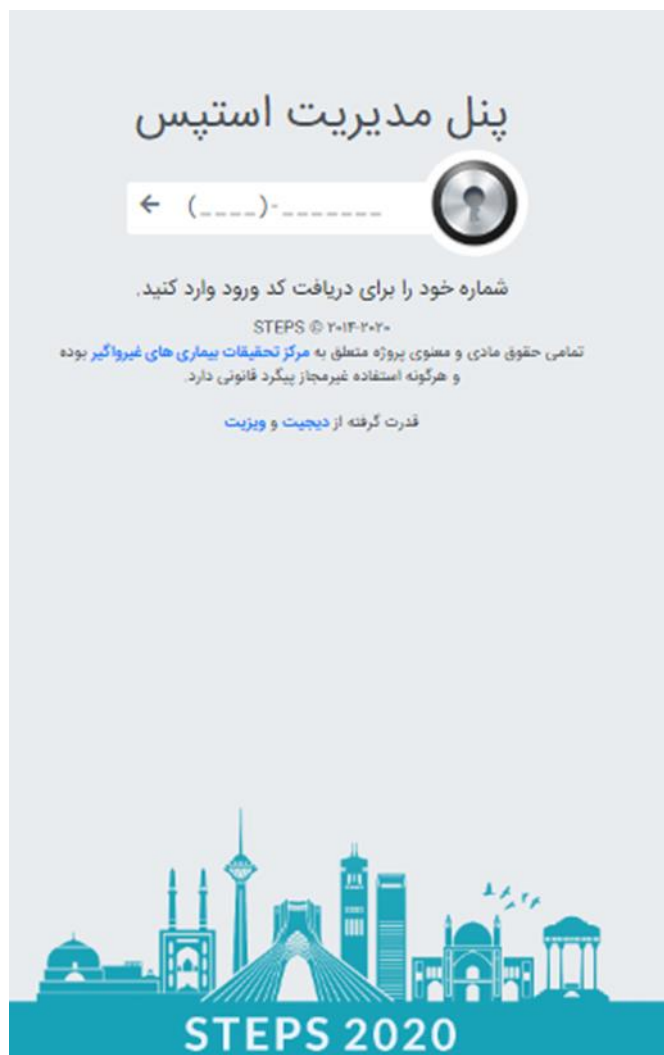 پنل مدیریت استپس
(____)-_______
شماره خود را برای دریافت کد ورود وارد کنید.
STEPS © ۲۰۱۴-۲۰۲۰
تمامی حقوق مادی و معنوی پروژه متعلق به مرکز تحقیقات بیماری های غیرواگیر بوده
و هرگونه استفاده غیرمجاز پیگرد قانونی دارد.
قدرت گرفته از دیجیت و ویزیت
STEPS 2020